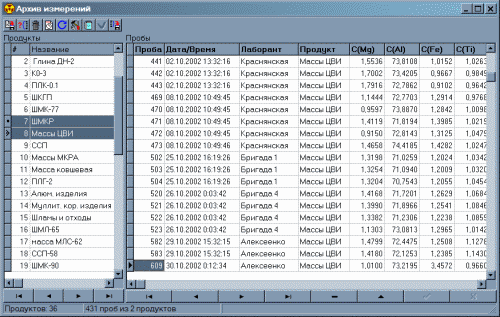 Архив измерений
Продукты
# Название
2 Глина ДН-2
3 КО-3
4 ПЛК-0.1
5 ШКГП
6 ШМК-77
7 ШМКР
8 Массы ЦВИ
9 ССП
10 Массы МКРА
11 Масса ковшевая
12 ППГ-2
13 Алюм. изделия
14 Муллит. кор. изделия
15 Шламы и отходы
16 ШМЛ-65
17 масса МЛС-62
18 ССП-58
19 ШМК-90
Пробы
Проба Дата/Время Лаборант Продукт C(Mg) C(Al) C(Fe) C(Ti)
441 02.10.2002 13:32:16 Краснянская Массы ЦВИ 1,5536 73,8108 1,0152 1,0263
442 02.10.2002 13:32:16 Краснянская Массы ЦВИ 1,7002 73,4205 0,9667 0,9849
443 02.10.2002 13:32:16 Краснянская Массы ЦВИ 1,7916 72,7862 0,9102 0,9642
469 08.10.2002 10:49:45 Краснянская Массы ЦВИ 1,1444 72,7703 1,2914 0,9768
470 08.10.2002 10:49:45 Краснянская Массы ЦВИ 0,9597 73,0870 1,2842 1,0096
471 08.10.2002 10:49:45 Краснянская Массы ЦВИ 1,4119 71,8194 1,3985 1,0219
472 08.10.2002 10:49:45 Краснянская Массы ЦВИ 0,9150 72,8143 1,3125 1,0479
473 08.10.2002 10:49:45 Краснянская Массы ЦВИ 1,4658 74,4185 1,4282 1,0247
502 25.10.2002 16:19:26 Бригада 1 Массы ЦВИ 1,3198 71,0259 1,2024 1,0342
503 25.10.2002 16:19:26 Бригада 1 Массы ЦВИ 1,3254 71,0940 1,2009 1,0320
504 25.10.2002 16:19:26 Бригада 1 Массы ЦВИ 1,3204 70,7543 1,2055 1,0454
520 26.10.2002 0:03:42 Бригада 4 Массы ЦВИ 1,4168 71,7201 1,2629 1,0684
521 26.10.2002 0:03:42 Бригада 4 Массы ЦВИ 1,3990 71,8966 1,2541 1,0846
522 26.10.2002 0:03:42 Бригада 4 Массы ЦВИ 1,3382 71,2306 1,2238 1,0859
523 26.10.2002 0:03:42 Бригада 4 Массы ЦВИ 1,1303 73,0813 1,2965 1,0142
582 29.10.2002 15:32:15 Алексеенко Массы ЦВИ 1,4799 72,4475 1,2508 1,1276
583 29.10.2002 15:32:15 Алексеенко Массы ЦВИ 1,4180 72,1253 1,2385 1,1430
609 30.10.2002 0:12:34 Массы ЦВИ 1,0100 73,2195 3,4572 0,9660
Продуктов: 36 431 проб из 2 продуктов